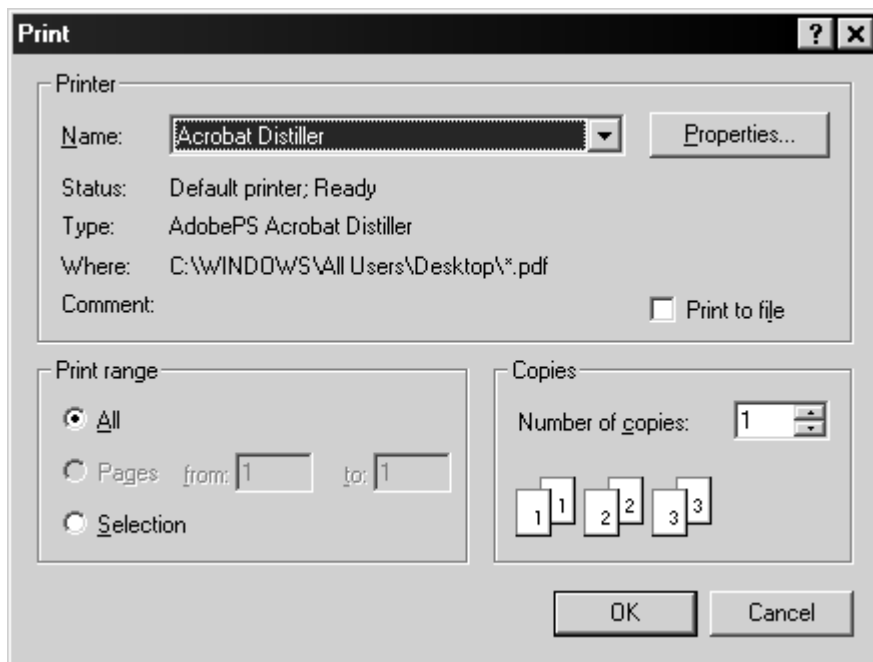 Print
Printer
Name: Acrobat Distiller Properties...
Status: Default printer; Ready
Type: AdobePS Acrobat Distiller
Where: C:\WINDOWS\All Users\Desktop\*.pdf
Comment: Print to file
Print range
All
Pages from: 1 to: 1
Selection
Copies
Number of copies: 1
1 1 2 2 3 3
OK Cancel